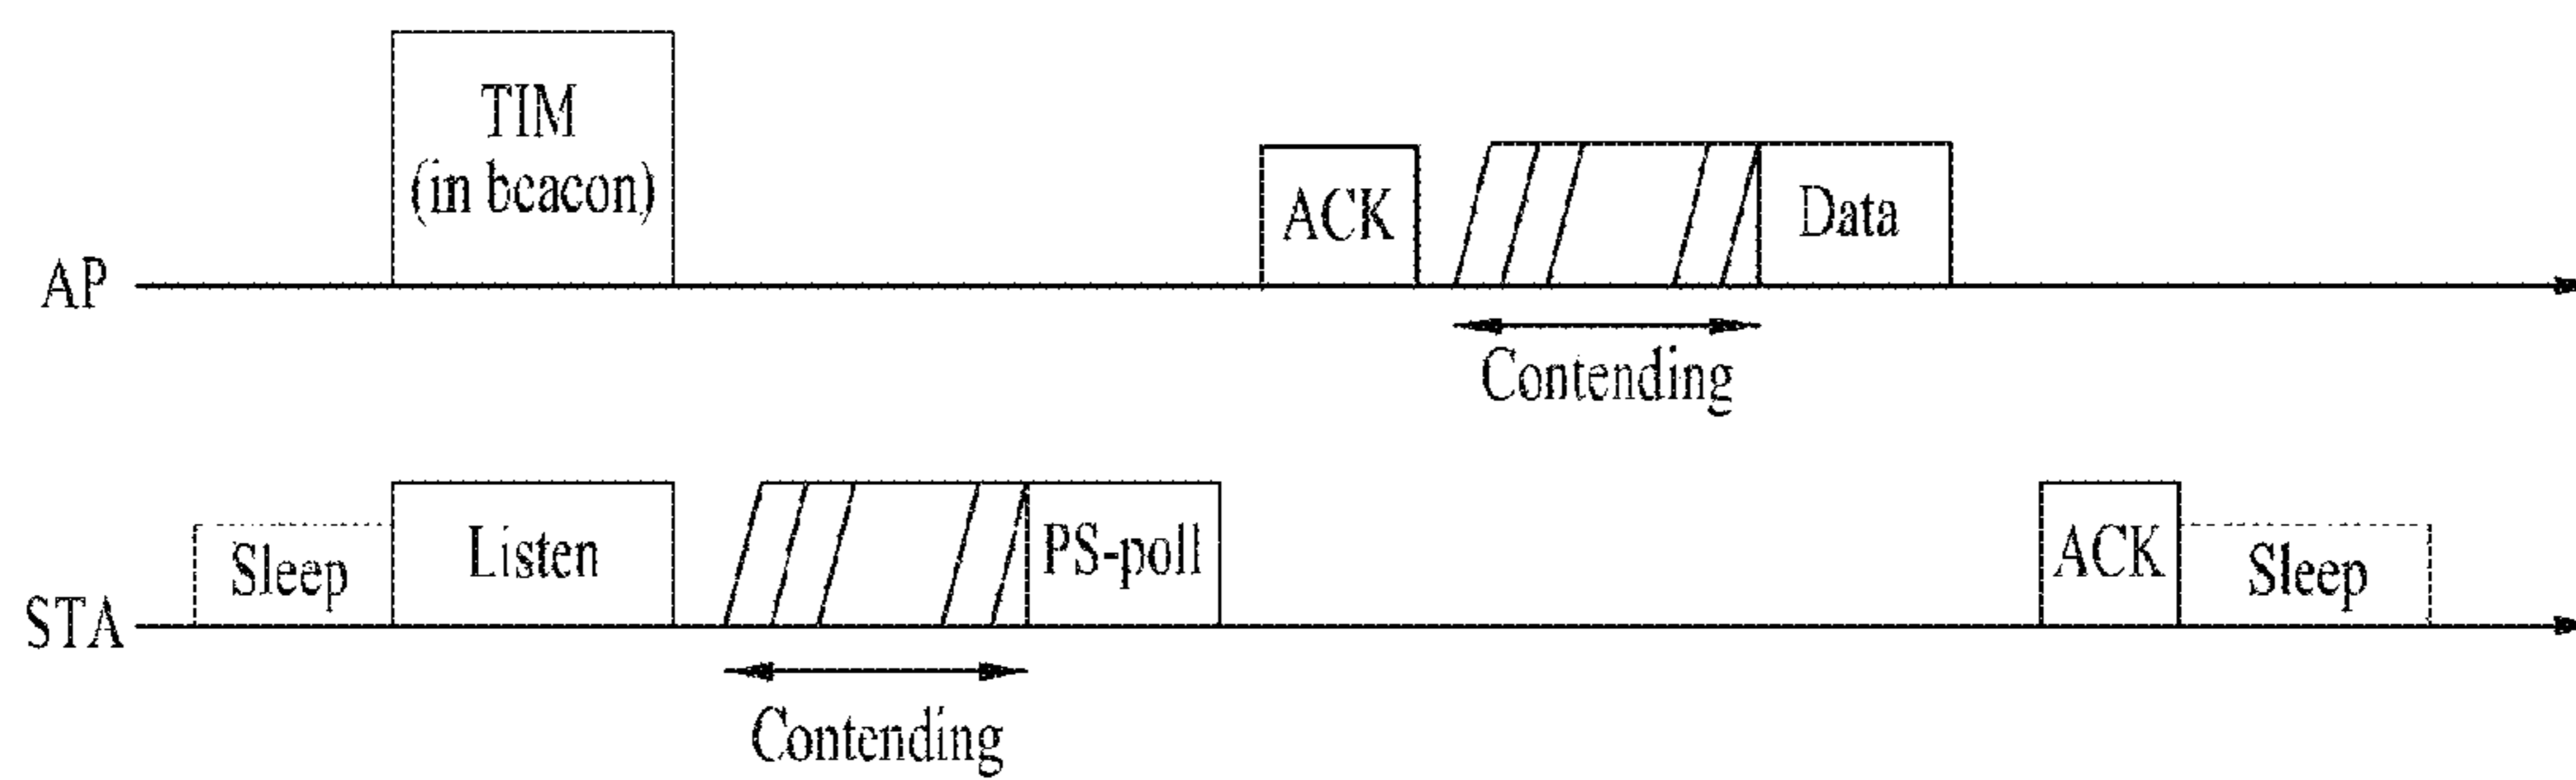 TIM
(in beacon)
ACK
Data
AP
Contending
Sleep
Listen
PS-poll
ACK
Sleep
STA
Contending